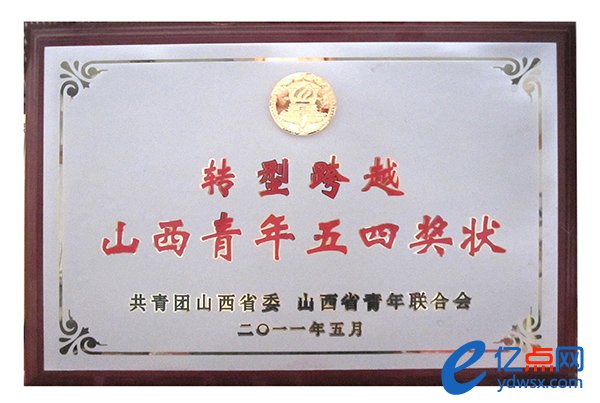 转型跨越
山西青年五四奖状
共青团山西省委 山西省青年联合会
二〇一一年五月
e亿点网
ydwsx.com